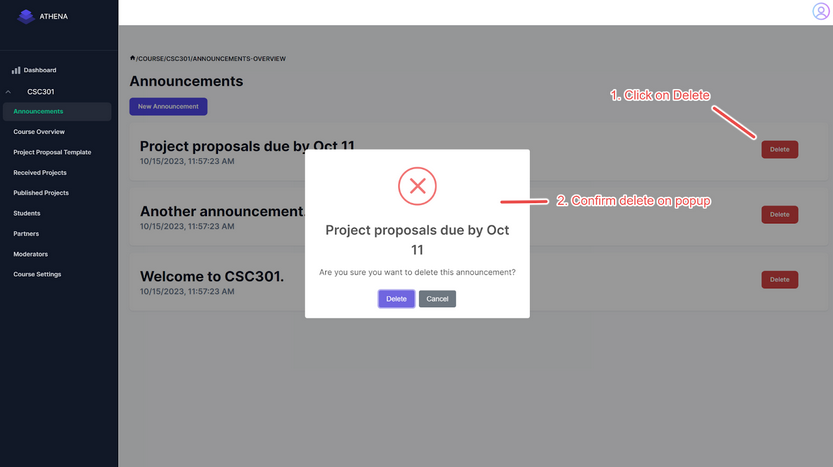 ATHENA
Dashboard
CSC301
Announcements
Course Overview
Project Proposal Template
Received Projects
Published Projects
Students
Partners
Moderators
Course Settings
/COURSE/CSC301/ANNOUNCEMENTS-OVERVIEW
Announcements
New Announcement
1. Click on Delete
Project proposals due by Oct 11
10/15/2023, 11:57:23 AM
Delete
Another announcement.
10/15/2023, 11:57:23 AM
Delete
Welcome to CSC301.
10/15/2023, 11:57:23 AM
Delete
2. Confirm delete on popup
Project proposals due by Oct
11
Are you sure you want to delete this announcement?
Delete
Cancel